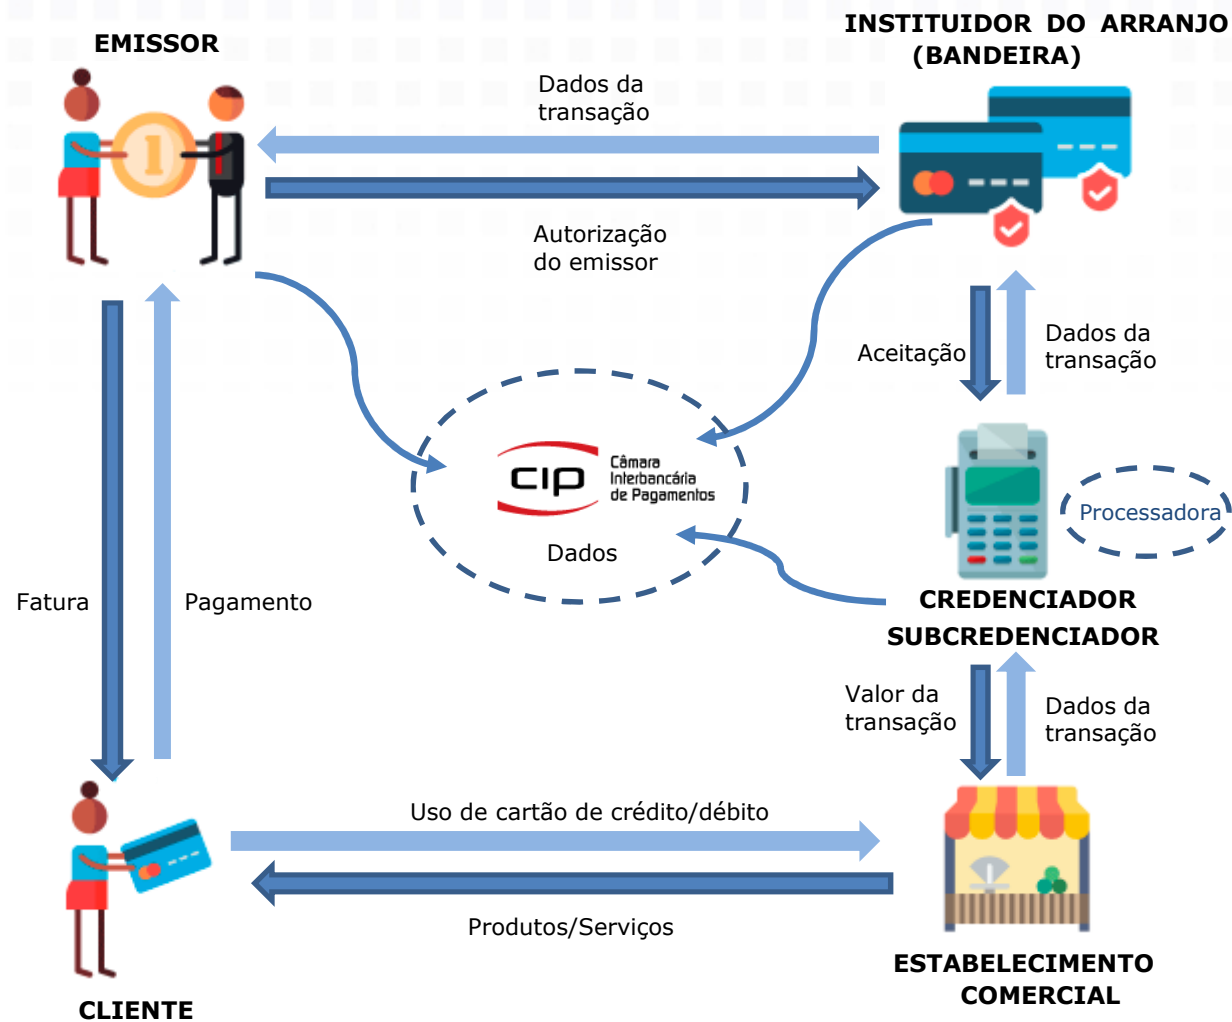 EMISSOR
INSTITUIDOR DO ARRANJO
(BANDEIRA)
Dados da
transação
Autorização
do emissor
Aceitação
Dados da
transação
cip
Câmara
Interbancária
de Pagamentos
Dados
Processadora
CREDENCIADOR
SUBCREDENCIADOR
Fatura
Pagamento
Valor da
transação
Dados da
transação
Uso de cartão de crédito/débito
Produtos/Serviços
CLIENTE
ESTABELECIMENTO
COMERCIAL